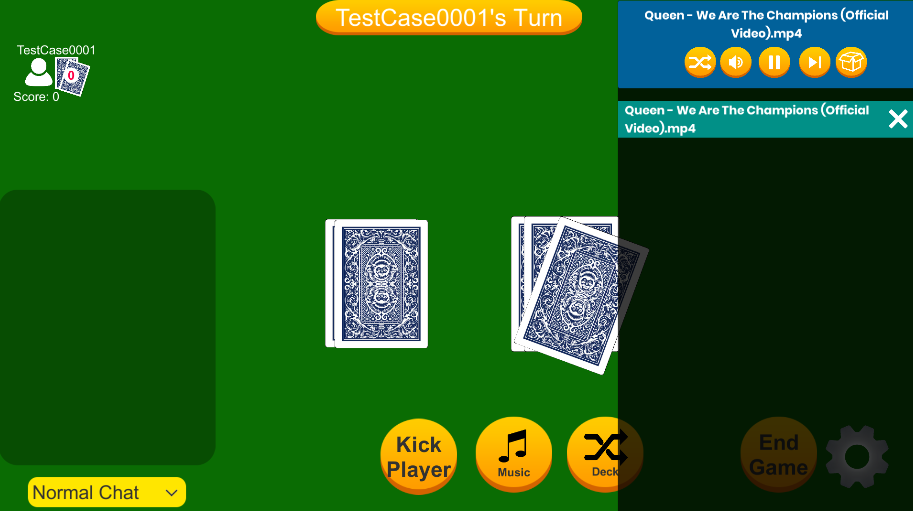 TestCase0001's Turn
Queen - We Are The Champions (Official
Video).mp4
TestCase0001
0
Score: 0
Queen - We Are The Champions (Official
Video).mp4
Kick
Player
Music
Deck
End
Game
Normal Chat